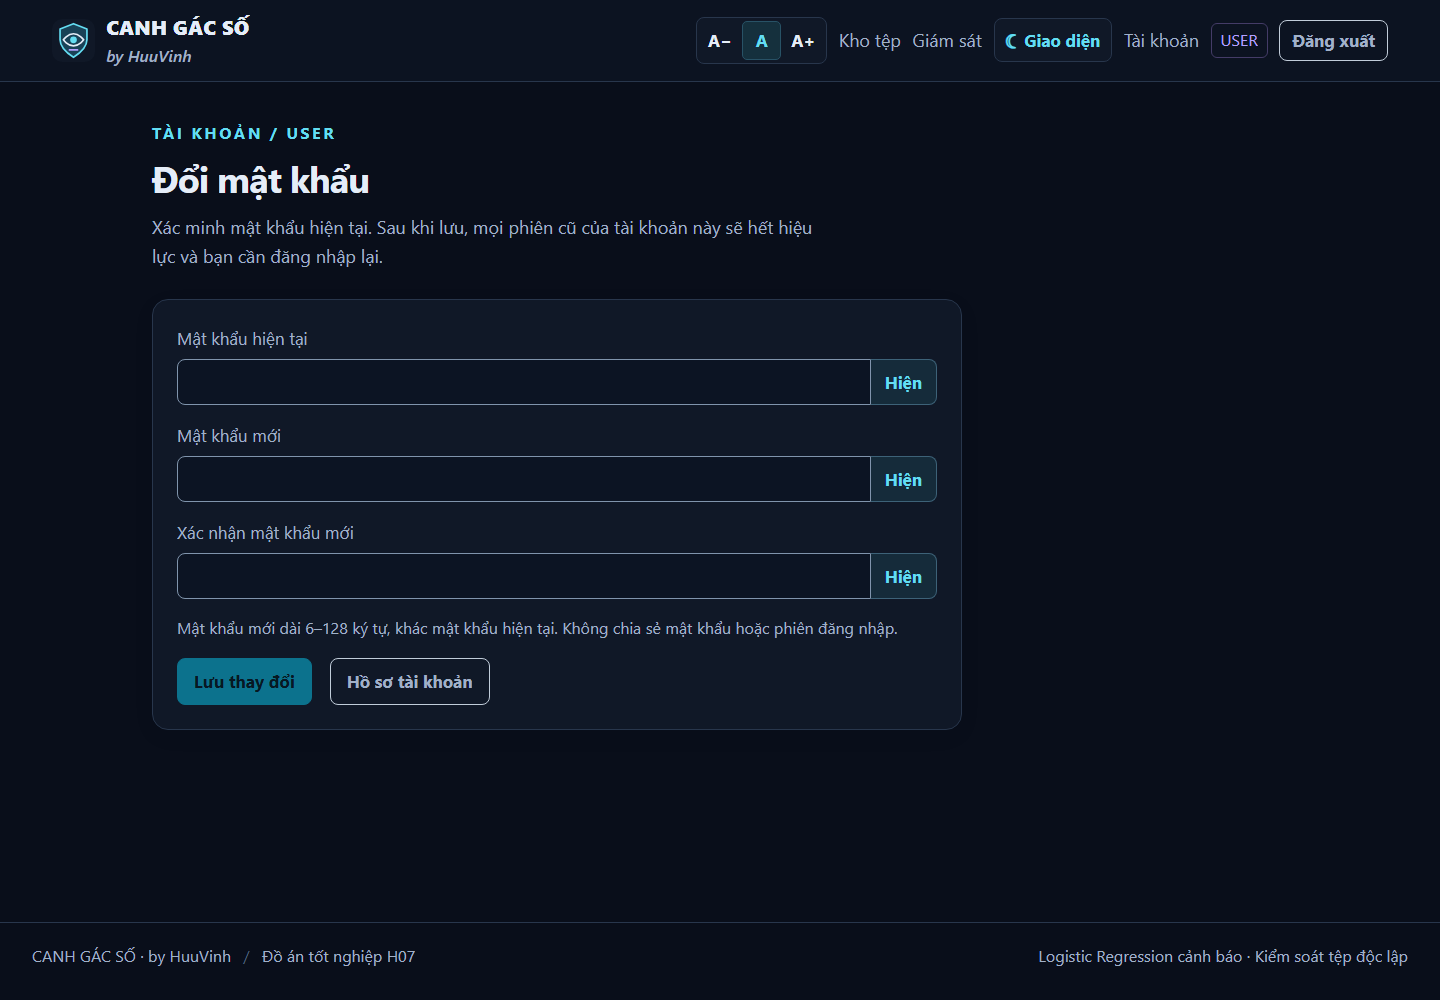 CANH GÁC SỐ
by HuuVinh
A− A A+ Kho tệp Giám sát Giao diện Tài khoản USER Đăng xuất
TÀI KHOẢN / USER
Đổi mật khẩu
Xác minh mật khẩu hiện tại. Sau khi lưu, mọi phiên cũ của tài khoản này sẽ hết hiệu
lực và bạn cần đăng nhập lại.
Mật khẩu hiện tại
Hiện
Mật khẩu mới
Hiện
Xác nhận mật khẩu mới
Hiện
Mật khẩu mới dài 6–128 ký tự, khác mật khẩu hiện tại. Không chia sẻ mật khẩu hoặc phiên đăng nhập.
Lưu thay đổi Hồ sơ tài khoản
CANH GÁC SỐ · by HuuVinh / Đồ án tốt nghiệp H07
Logistic Regression cảnh báo · Kiểm soát tệp độc lập